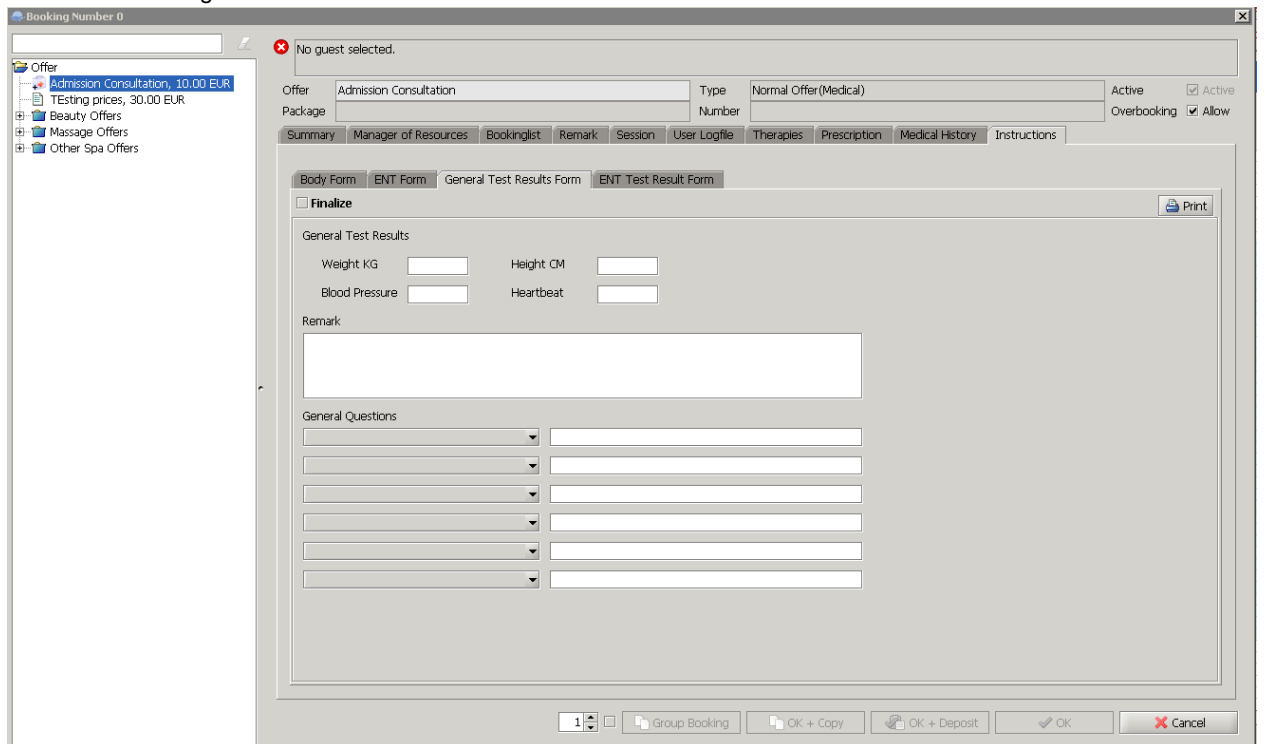 Booking Number 0
No guest selected.
Offer
Admission Consultation, 10.00 EUR
TEsting prices, 30.00 EUR
Beauty Offers
Massage Offers
Other Spa Offers
Offer Admission Consultation Type Normal Offer(Medical) Active Active
Package Number Overbooking Allow
Summary Manager of Resources Bookinglist Remark Session User Logfile Therapies Prescription Medical History Instructions
Body Form ENT Form General Test Results Form ENT Test Result Form
Finalize Print
General Test Results
Weight KG Height CM
Blood Pressure Heartbeat
Remark
General Questions
1 Group Booking OK + Copy OK + Deposit OK Cancel